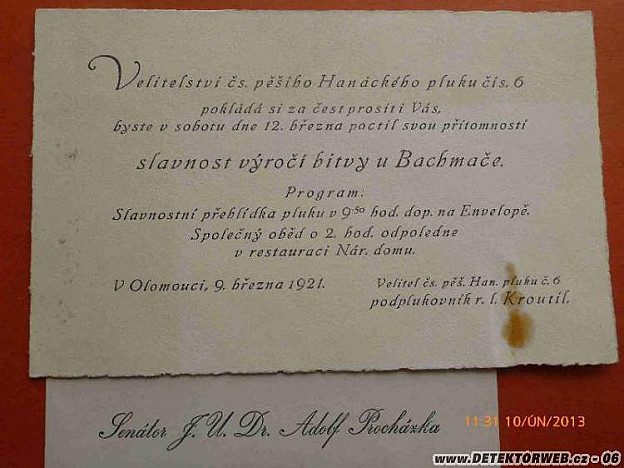 Velitelství čs. pěšího Hanáckého pluku čís. 6
pokládá si za čest prositi Vás,
byste v sobotu dne 12. března poctil svou přítomností
slavnost výročí bitvy u Bachmače.
Program:
Slavnostní přehlídka pluku v 9·50 hod. dop. na Envelopě.
Společný oběd o 2. hod. odpoledne
v restauraci Nár. domu.
V Olomouci, 9. března 1921.
Velitel čs. pěš. Han. pluku č. 6
podplukovník r. l. Kroutil.
Senátor J. U. Dr. Adolf Procházka
11:31 10/ÚN/2013
www.DETEKTORWEB.cz - 06